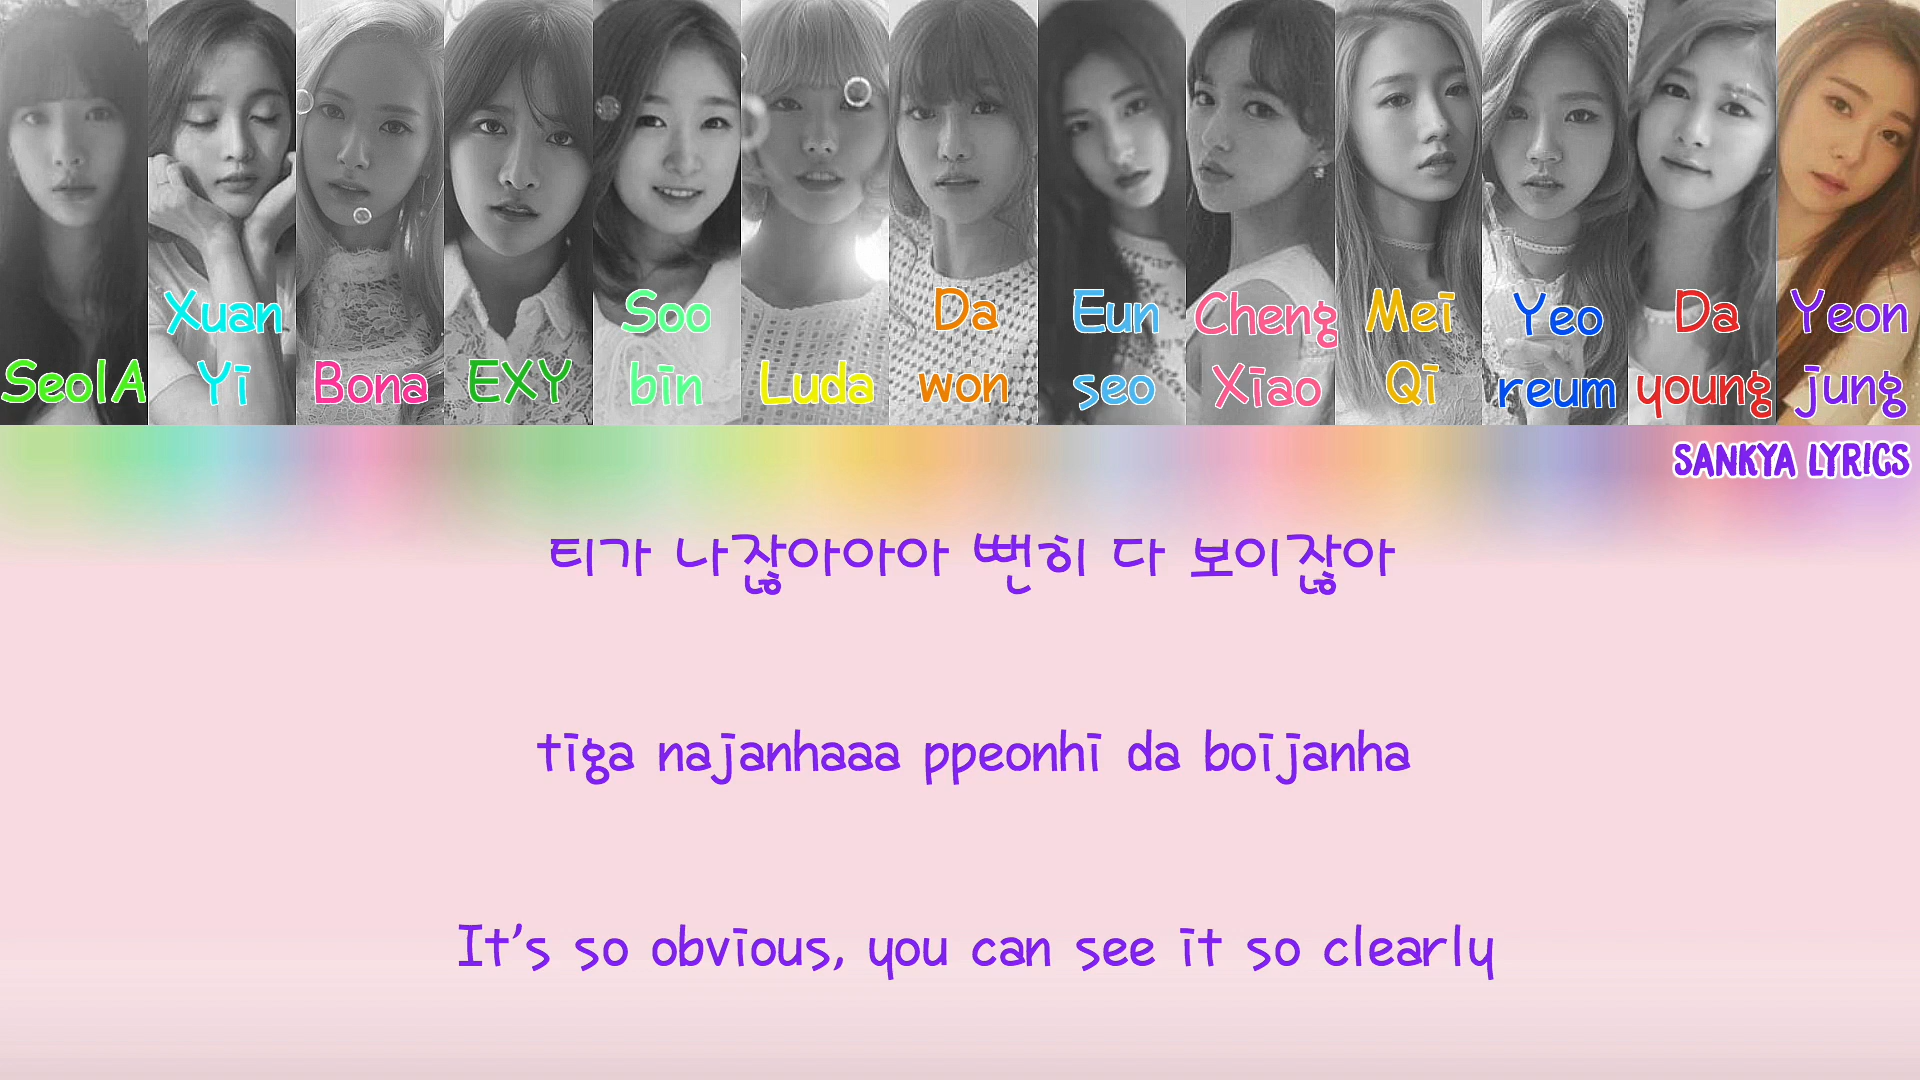 SeolA
Xuan
Yi
Bona
EXY
Soo
bin
Luda
Da
won
Eun
seo
Cheng
Xiao
Mei
Qi
Yeo
reum
Da
young
Yeon
jung
SANKYA LYRICS
티가 나잖아아아 뻔히 다 보이잖아
tiga najanhaaa ppeonhi da boijanha
It's so obvious, you can see it so clearly